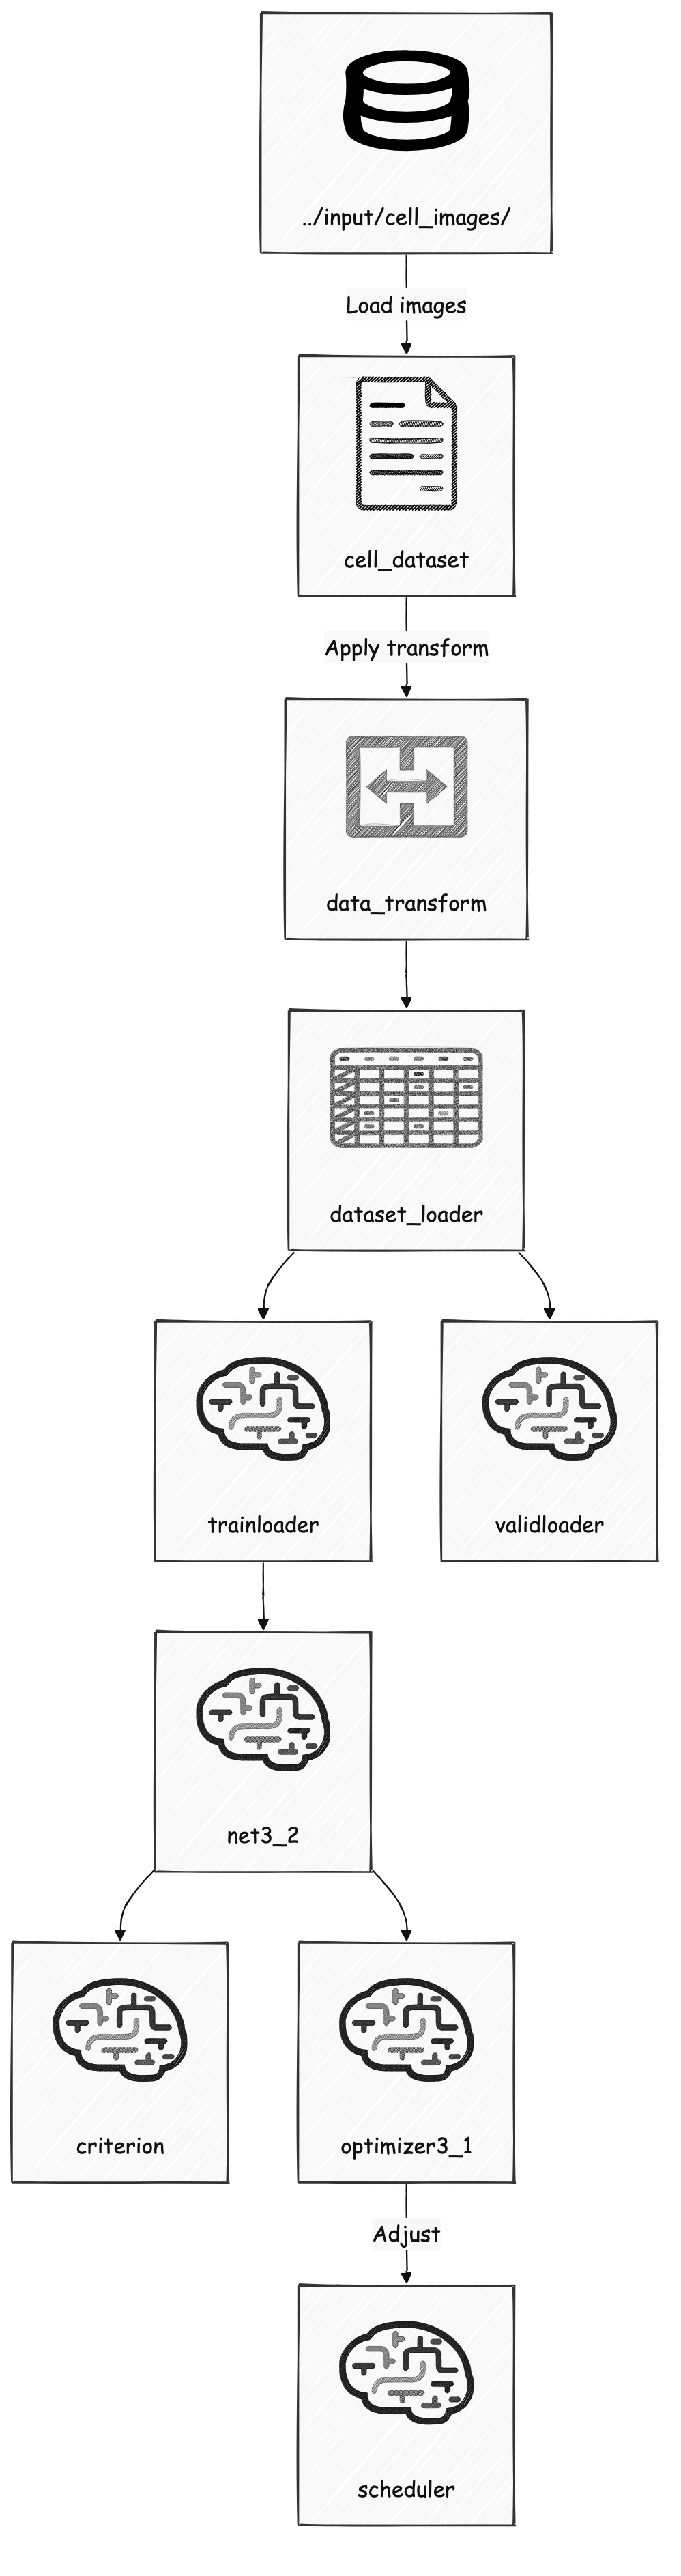 ../input/cell_images/
Load images
cell_dataset
Apply transform
data_transform
dataset_loader
trainloader
validloader
net3_2
criterion
optimizer3_1
Adjust
scheduler